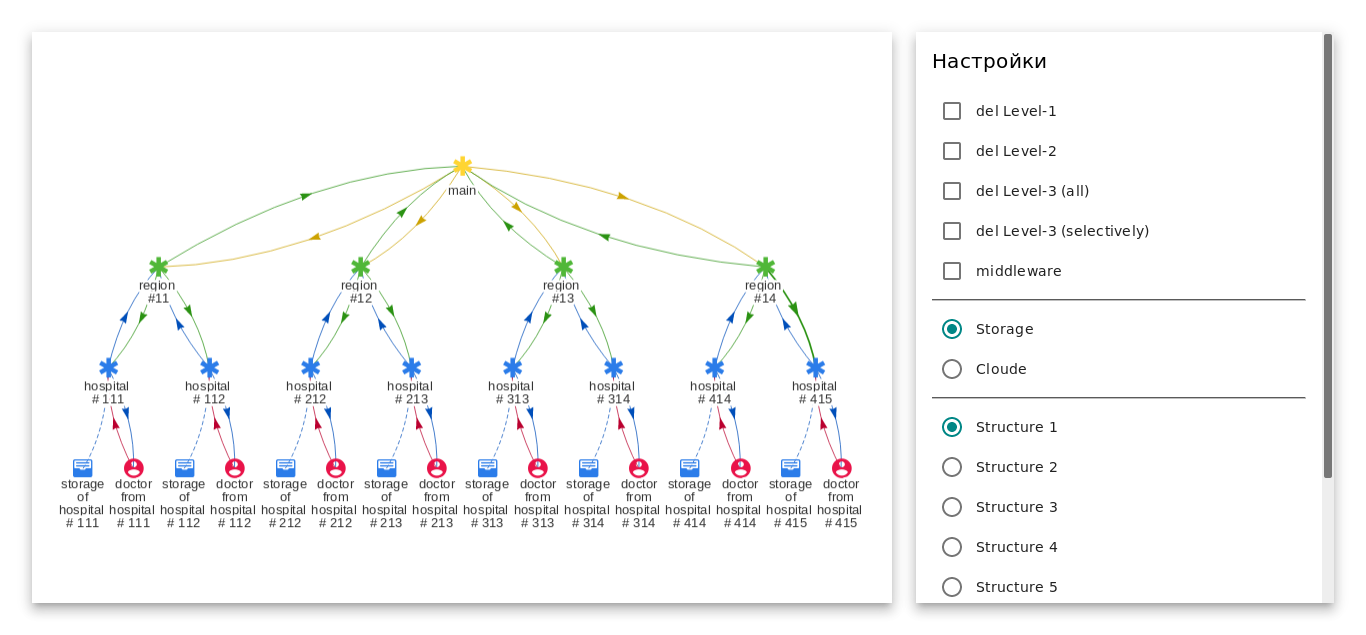 main
region region region region
#11 #12 #13 #14
hospital hospital hospital hospital hospital hospital hospital hospital
# 111 # 112 # 212 # 213 # 313 # 314 # 414 # 415
storage doctor storage doctor storage doctor storage doctor storage doctor storage doctor storage doctor storage doctor
of from of from of from of from of from of from of from of from
hospital hospital hospital hospital hospital hospital hospital hospital hospital hospital hospital hospital hospital hospital hospital hospital
# 111 # 111 # 112 # 112 # 212 # 212 # 213 # 213 # 313 # 313 # 314 # 314 # 414 # 414 # 415 # 415
Настройки
del Level-1
del Level-2
del Level-3 (all)
del Level-3 (selectively)
middleware
Storage
Cloude
Structure 1
Structure 2
Structure 3
Structure 4
Structure 5